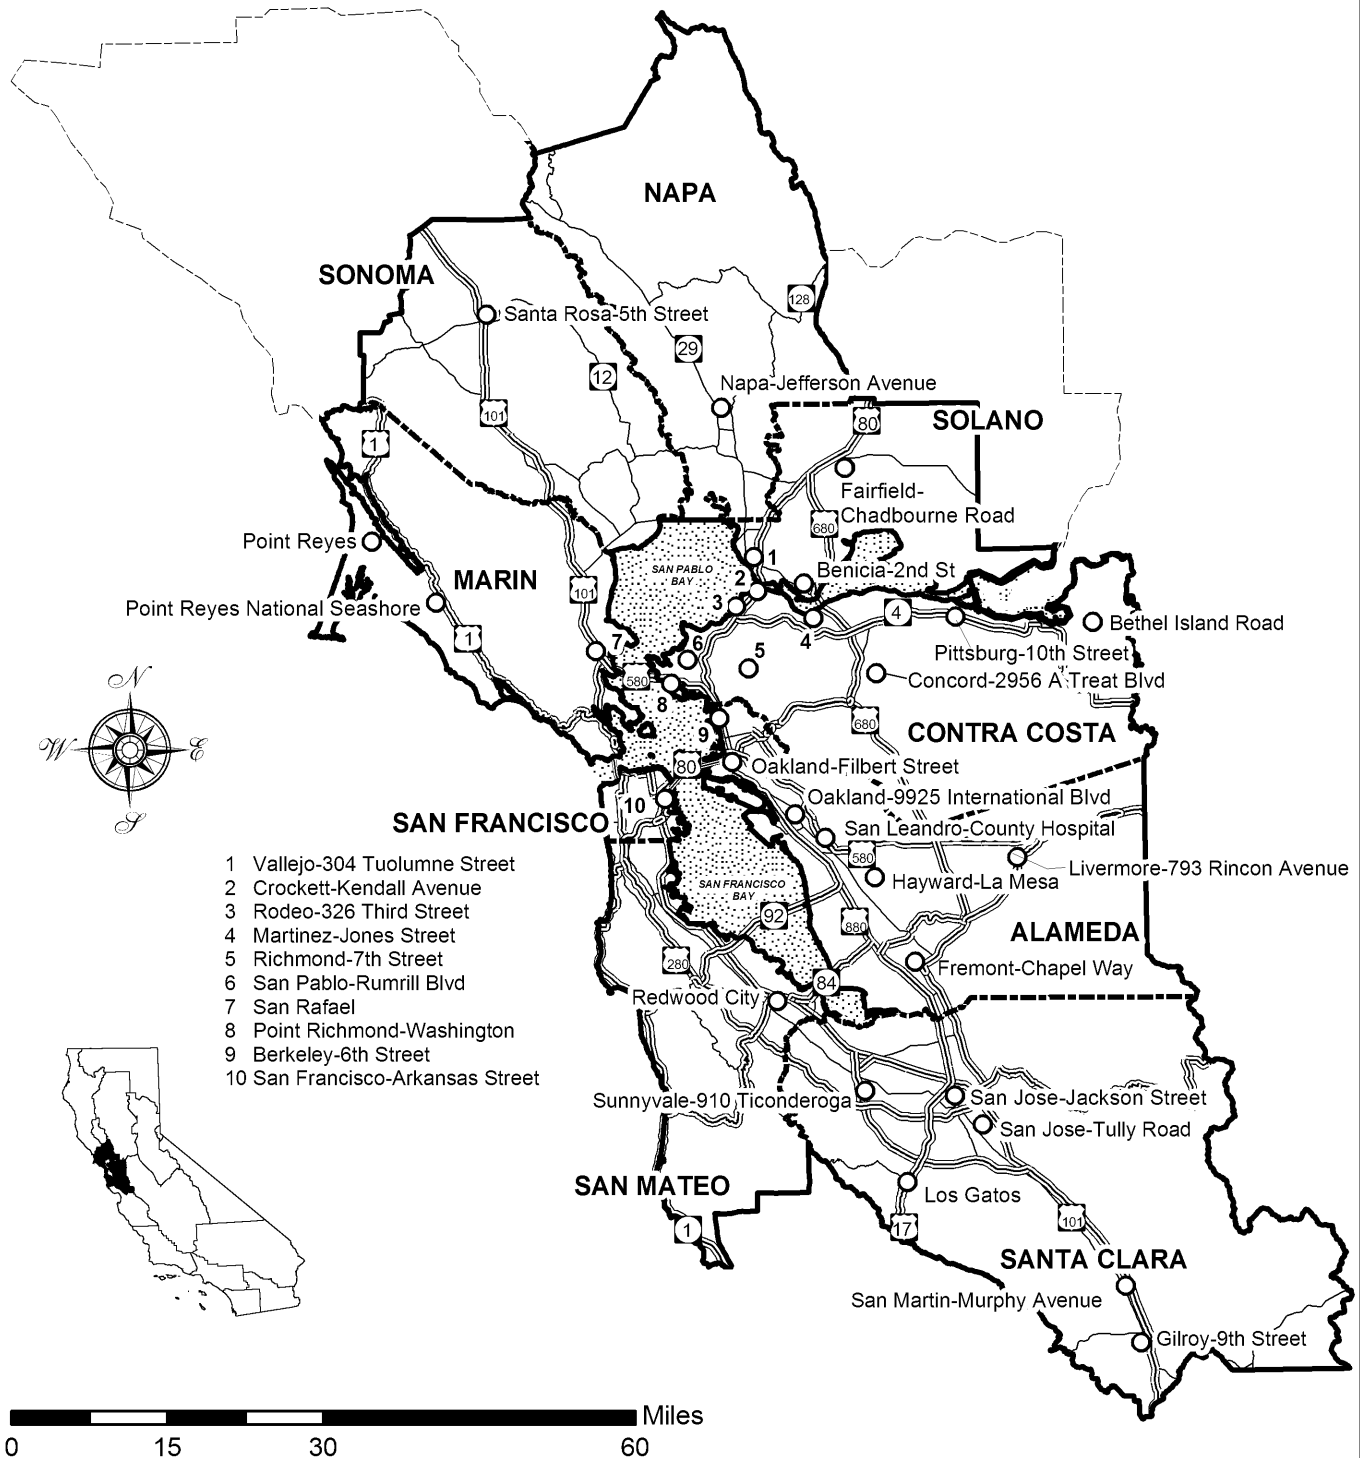 NAPA
SONOMA
128
Santa Rosa-5th Street
29
12
Napa-Jefferson Avenue
101
80
SOLANO
1
Fairfield-
Chadbourne Road
680
Point Reyes
SAN PABLO
BAY
1
MARIN
2
Benicia-2nd St
101
3
Point Reyes National Seashore
4
Bethel Island Road
1
7
6
5
4
Pittsburg-10th Street
580
Concord-2956 A Treat Blvd
N
8
9
680
CONTRA COSTA
W
E
80
Oakland-Filbert Street
S
10
Oakland-9925 International Blvd
SAN FRANCISCO
San Leandro-County Hospital
580
Livermore-793 Rincon Avenue
1 Vallejo-304 Tuolumne Street
2 Crockett-Kendall Avenue
3 Rodeo-326 Third Street
4 Martinez-Jones Street
5 Richmond-7th Street
6 San Pablo-Rumrill Blvd
7 San Rafael
8 Point Richmond-Washington
9 Berkeley-6th Street
10 San Francisco-Arkansas Street
SAN FRANCISCO
BAY
Hayward-La Mesa
92
880
ALAMEDA
280
Fremont-Chapel Way
84
Redwood City
Sunnyvale-910 Ticonderoga
San Jose-Jackson Street
San Jose-Tully Road
SAN MATEO
Los Gatos
1
17
101
SANTA CLARA
San Martin-Murphy Avenue
Gilroy-9th Street
Miles
0 15 30 60